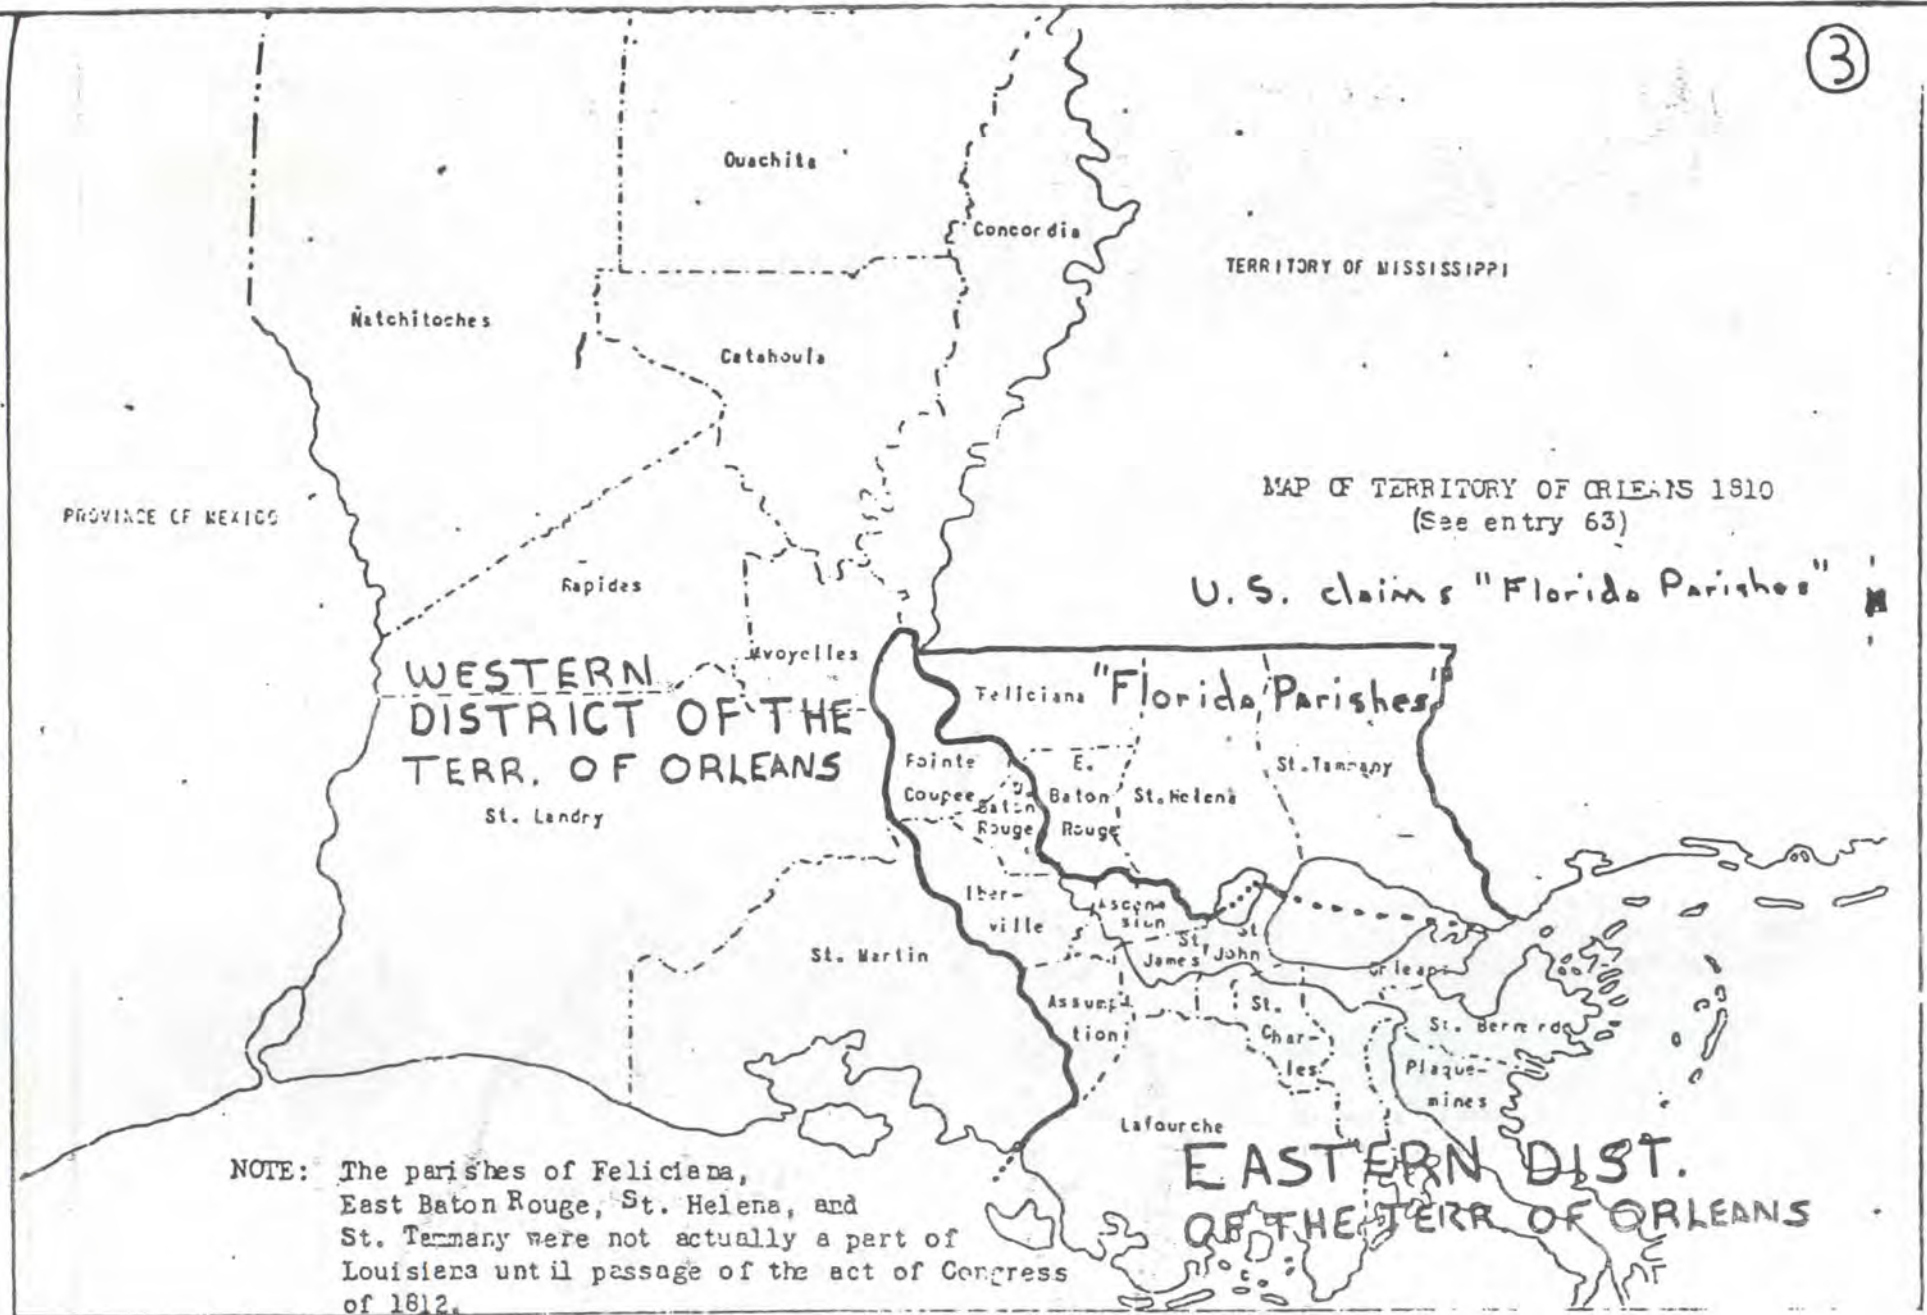 3
Ouachita
Concordia
TERRITORY OF MISSISSIPPI
Natchitoches
Catahoula
MAP OF TERRITORY OF ORLEANS 1810
(See entry 63)
PROVINCE OF MEXICO
U.S. claims "Florida Parishes"
Rapides
Avoyelles
WESTERN
DISTRICT OF THE
TERR. OF ORLEANS
Feliciana
"Florida Parishes"
Pointe
Coupee
E.
Baton
Rouge
Baton
Rouge
St. Helena
St. Tammany
St. Landry
Iber-
ville
Ascen-
sion
St.
James
St
John
Orleans
St. Martin
Assump-
tion
St.
Char-
les
St. Bernard
Plaque-
mines
Lafourche
EASTERN DIST.
OF THE TERR OF ORLEANS
NOTE: The parishes of Feliciana,
East Baton Rouge, St. Helena, and
St. Tammany were not actually a part of
Louisiana until passage of the act of Congress
of 1812.